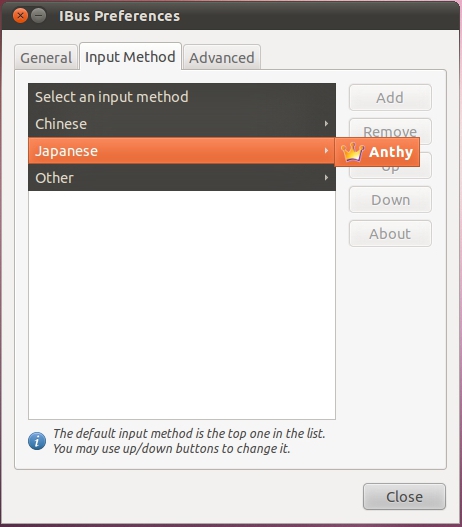 IBus Preferences
General
Input Method
Advanced
Select an input method
Chinese
Japanese
Other
Anthy
Add
Remove
Up
Down
About
The default input method is the top one in the list.
You may use up/down buttons to change it.
Close